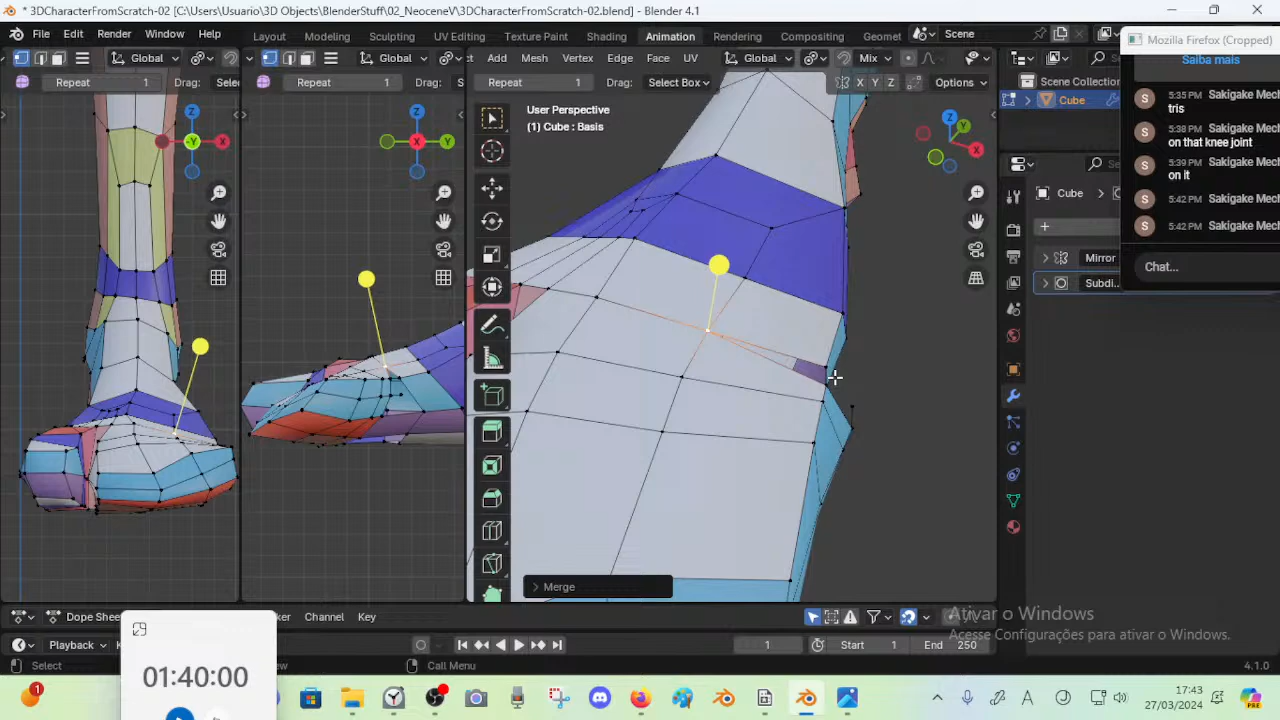 * 3DCharacterFromScratch-02 [C:\Users\Usuario\3D Objects\BlenderStuff\02_NeoceneV\3DCharacterFromScratch-02.blend] - Blender 4.1
File Edit Render Window Help Layout Modeling Sculpting UV Editing Texture Paint Shading Animation Rendering Compositing Geomet Scene
Mozilla Firefox (Cropped)
Saiba mais
Global Global Add Mesh Vertex Edge Face UV Global Mix
Repeat 1 Drag: Selec Repeat 1 Drag: S Repeat 1 Drag: Select Box X Y Z Options
Scene Collection
Cube
User Perspective
(1) Cube : Basis
5:35 PM Sakigake Mech
tris
5:38 PM Sakigake Mech
on that knee joint
5:39 PM Sakigake Mech
on it
5:42 PM Sakigake Mech
5:42 PM Sakigake Mech
Chat...
Cube
Mirror
Subdi...
Merge
Dope Shee ker Channel Key
Ativar o Windows
Acesse Configurações para ativar o Windows.
Playback 1 Start 1 End 250
Select ew Call Menu 4.1.0
01:40:00
17:43
27/03/2024